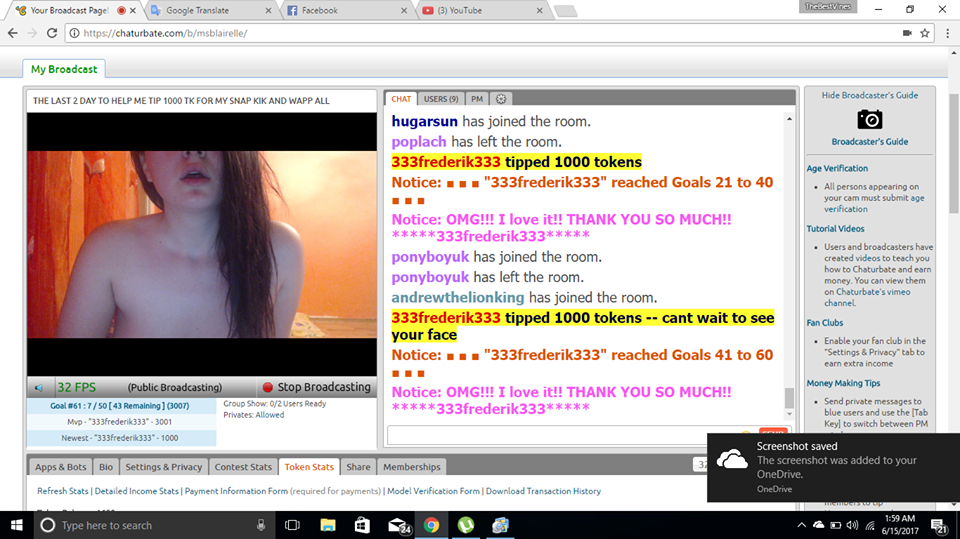 Your Broadcast Page!
Google Translate
Facebook
(3) YouTube
TheBestVines
https://chaturbate.com/b/msblairelle/
My Broadcast
THE LAST 2 DAY TO HELP ME TIP 1000 TK FOR MY SNAP KIK AND WAPP ALL
32 FPS
(Public Broadcasting)
Stop Broadcasting
Goal #61 : 7 / 50 [ 43 Remaining ] (3007)
Mvp - "333frederik333" - 3001
Newest - "333frederik333" - 1000
Group Show: 0/2 Users Ready
Privates: Allowed
CHAT
USERS (9)
PM
hugarsun has joined the room.
poplach has left the room.
333frederik333 tipped 1000 tokens
Notice: ■ ■ ■ "333frederik333" reached Goals 21 to 40
■ ■ ■
Notice: OMG!!! I love it!! THANK YOU SO MUCH!!
*****333frederik333*****
ponyboyuk has joined the room.
ponyboyuk has left the room.
andrewthelionking has joined the room.
333frederik333 tipped 1000 tokens -- cant wait to see
your face
Notice: ■ ■ ■ "333frederik333" reached Goals 41 to 60
■ ■ ■
Notice: OMG!!! I love it!! THANK YOU SO MUCH!!
*****333frederik333*****
Hide Broadcaster's Guide
Broadcaster's Guide
Age Verification
All persons appearing on
your cam must submit age
verification
Tutorial Videos
Users and broadcasters have
created videos to teach you
how to Chaturbate and earn
money. You can view them
on Chaturbate's vimeo
channel.
Fan Clubs
Enable your fan club in the
"Settings & Privacy" tab to
earn extra income
Money Making Tips
Send private messages to
blue users and use the [Tab
Key] to switch between PM
Screenshot saved
The screenshot was added to your
OneDrive.
OneDrive
Apps & Bots
Bio
Settings & Privacy
Contest Stats
Token Stats
Share
Memberships
Refresh Stats | Detailed Income Stats | Payment Information Form (required for payments) | Model Verification Form | Download Transaction History
Type here to search
24
1:59 AM
6/15/2017
21